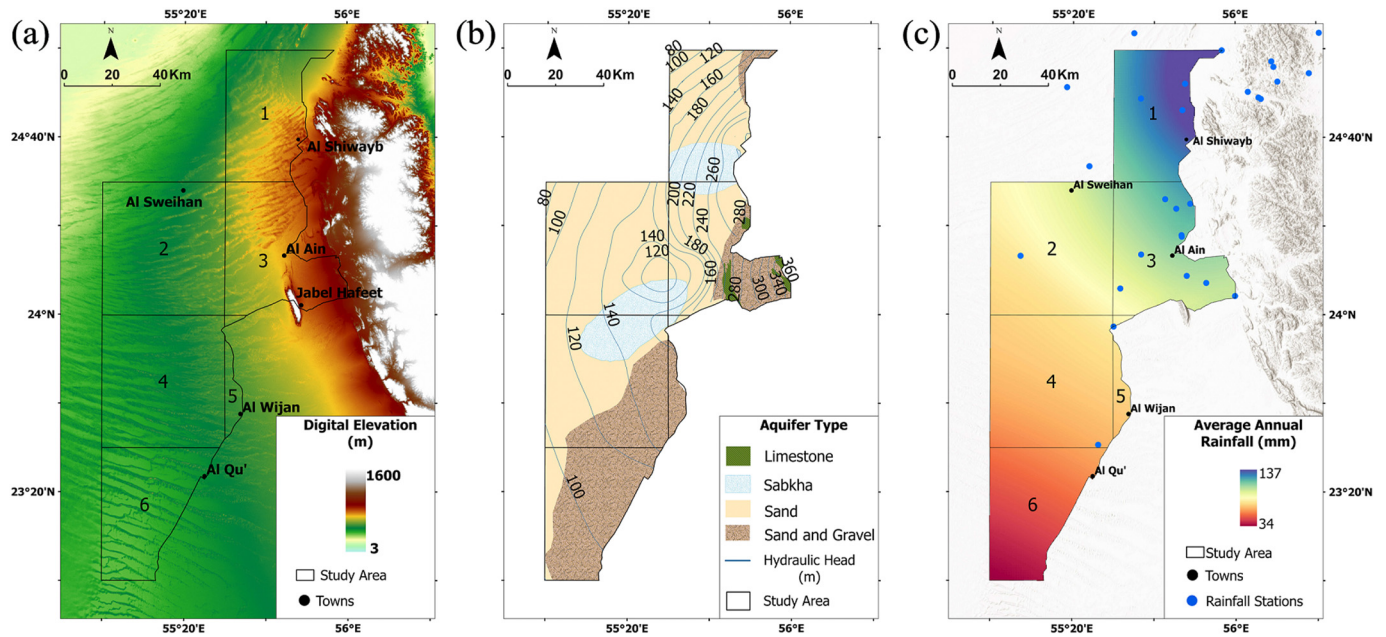 (a)
N
0 20 40 Km
55°20'E 56°E
24°40'N
24°N
23°20'N
1
Al Shiwayb
Al Sweihan
2
3
Al Ain
Jabel Hafeet
4
5
Al Wijan
Al Qu'
6
Digital Elevation
(m)
1600
3
Study Area
Towns
55°20'E 56°E
(b)
N
0 20 40 Km
55°20'E 56°E
80
100
120
140
160
180
260
200
220
240
280
80
100
140
120
180
160
280
300
340
360
120
140
100
Aquifer Type
Limestone
Sabkha
Sand
Sand and Gravel
Hydraulic Head
(m)
Study Area
55°20'E 56°E
(c)
N
0 20 40 Km
55°20'E 56°E
24°40'N
24°N
23°20'N
1
Al Shiwayb
Al Sweihan
2
3
Al Ain
4
5
Al Wijan
Al Qu'
6
Average Annual
Rainfall (mm)
137
34
Study Area
Towns
Rainfall Stations
55°20'E 56°E